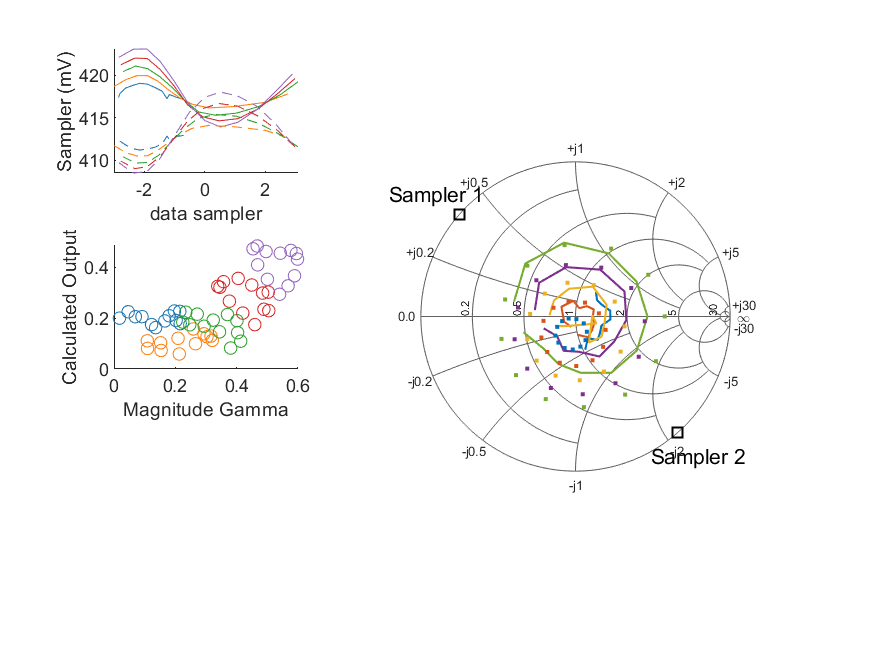 Sampler (mV)
420
415
410
-2
0
2
data sampler
Calculated Output
0.4
0.2
0
0
0.2
0.4
0.6
Magnitude Gamma
+j1
+j0.5
+j2
Sampler 1
+j0.2
+j5
0.0
0.2
0.5
1
2
5
30
+j30
∞
-j30
-j0.2
-j5
-j0.5
-j2
Sampler 2
-j1